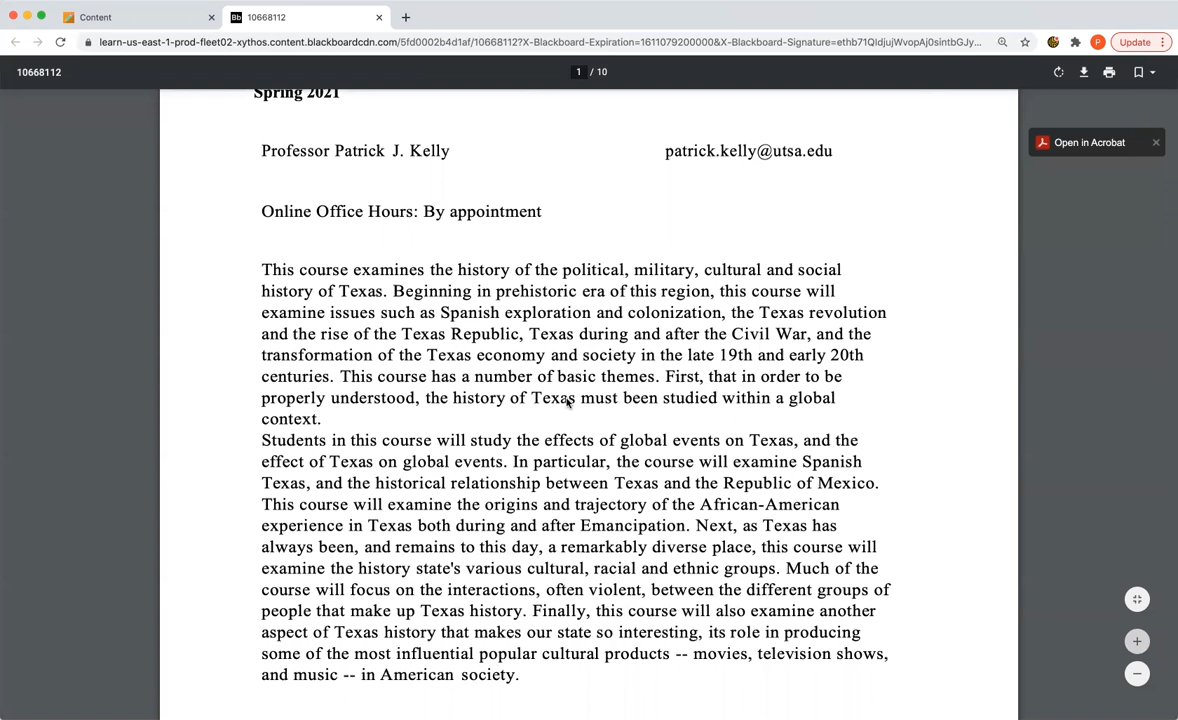 Content
10668112
learn-us-east-1-prod-fleet02-xythos.content.blackboardcdn.com/5fd0002b4d1af/10668112?X-Blackboard-Expiration=1611079200000&X-Blackboard-Signature=ethb71QldjujWvopAj0sintbGJy...
P
Update
10668112
1 / 10
Open in Acrobat
Spring 2021
Professor Patrick J. Kelly patrick.kelly@utsa.edu
Online Office Hours: By appointment
This course examines the history of the political, military, cultural and social
history of Texas. Beginning in prehistoric era of this region, this course will
examine issues such as Spanish exploration and colonization, the Texas revolution
and the rise of the Texas Republic, Texas during and after the Civil War, and the
transformation of the Texas economy and society in the late 19th and early 20th
centuries. This course has a number of basic themes. First, that in order to be
properly understood, the history of Texas must been studied within a global
context.
Students in this course will study the effects of global events on Texas, and the
effect of Texas on global events. In particular, the course will examine Spanish
Texas, and the historical relationship between Texas and the Republic of Mexico.
This course will examine the origins and trajectory of the African-American
experience in Texas both during and after Emancipation. Next, as Texas has
always been, and remains to this day, a remarkably diverse place, this course will
examine the history state's various cultural, racial and ethnic groups. Much of the
course will focus on the interactions, often violent, between the different groups of
people that make up Texas history. Finally, this course will also examine another
aspect of Texas history that makes our state so interesting, its role in producing
some of the most influential popular cultural products -- movies, television shows,
and music -- in American society.